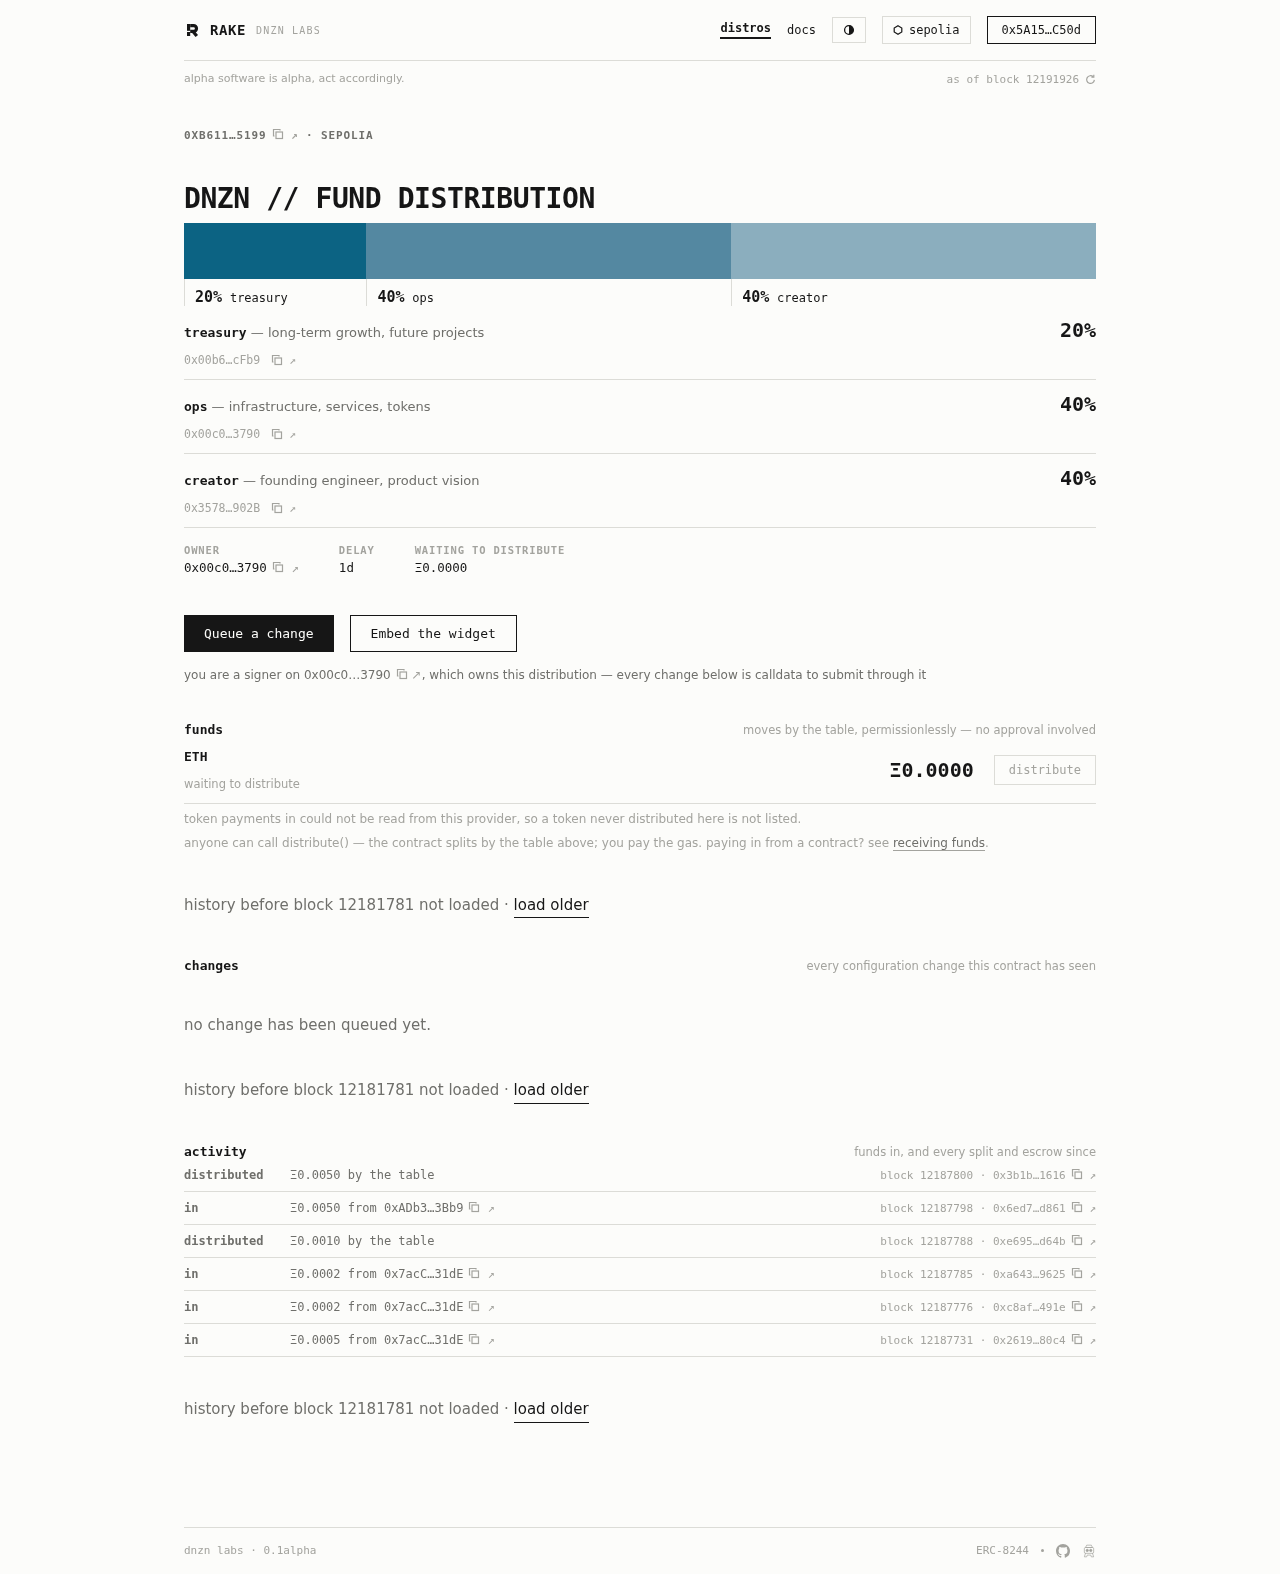 RAKE DNZN LABS distros docs sepolia 0x5A15…C50d
alpha software is alpha, act accordingly. as of block 12191926
0XB611…5199 ↗ · SEPOLIA
DNZN // FUND DISTRIBUTION
20% treasury 40% ops 40% creator
treasury — long-term growth, future projects 20%
0x00b6…cFb9 ↗
ops — infrastructure, services, tokens 40%
0x00c0…3790 ↗
creator — founding engineer, product vision 40%
0x3578…902B ↗
OWNER DELAY WAITING TO DISTRIBUTE
0x00c0…3790 ↗ 1d Ξ0.0000
Queue a change Embed the widget
you are a signer on 0x00c0…3790 ↗, which owns this distribution — every change below is calldata to submit through it
funds moves by the table, permissionlessly — no approval involved
ETH
waiting to distribute Ξ0.0000 distribute
token payments in could not be read from this provider, so a token never distributed here is not listed.
anyone can call distribute() — the contract splits by the table above; you pay the gas. paying in from a contract? see receiving funds.
history before block 12181781 not loaded · load older
changes every configuration change this contract has seen
no change has been queued yet.
history before block 12181781 not loaded · load older
activity funds in, and every split and escrow since
distributed Ξ0.0050 by the table block 12187800 · 0x3b1b…1616 ↗
in Ξ0.0050 from 0xADb3…3Bb9 ↗ block 12187798 · 0x6ed7…d861 ↗
distributed Ξ0.0010 by the table block 12187788 · 0xe695…d64b ↗
in Ξ0.0002 from 0x7acC…31dE ↗ block 12187785 · 0xa643…9625 ↗
in Ξ0.0002 from 0x7acC…31dE ↗ block 12187776 · 0xc8af…491e ↗
in Ξ0.0005 from 0x7acC…31dE ↗ block 12187731 · 0x2619…80c4 ↗
history before block 12181781 not loaded · load older
dnzn labs · 0.1alpha ERC-8244 •